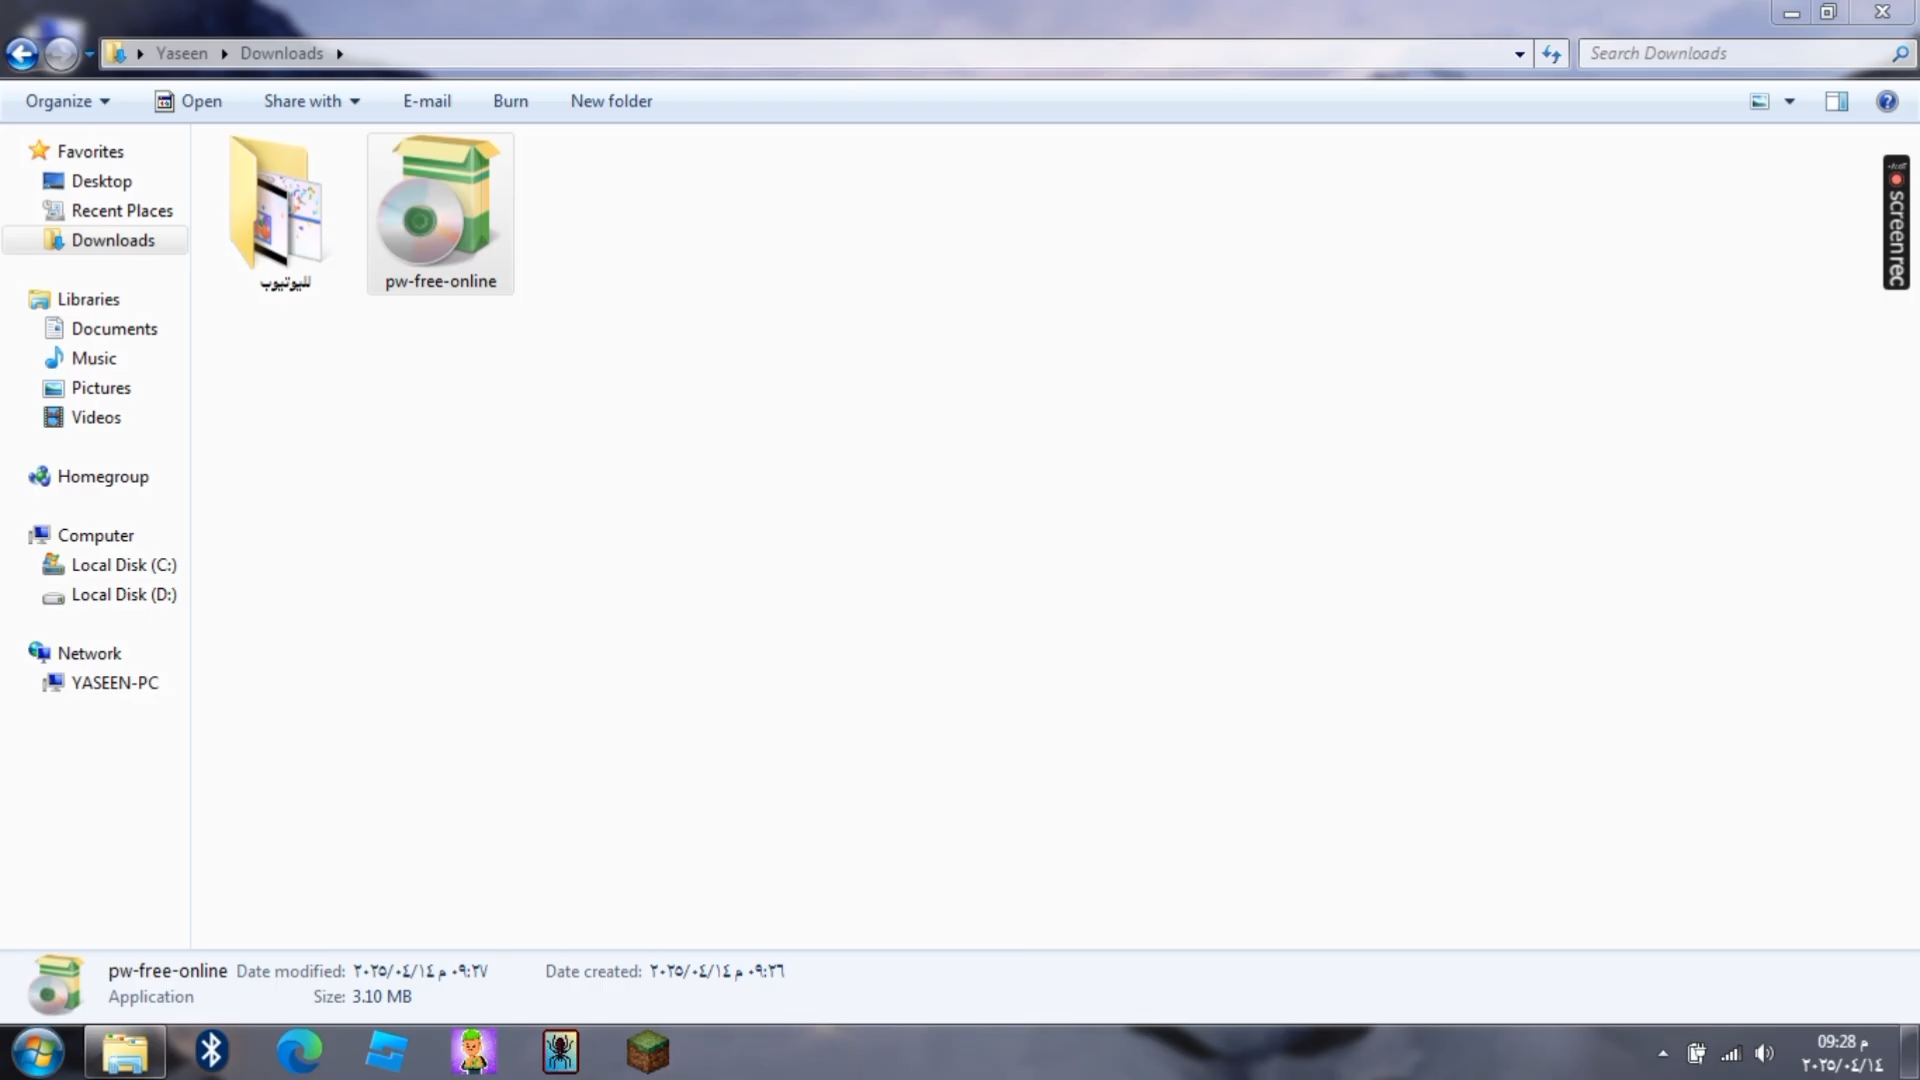 Yaseen
Downloads
Search Downloads
Organize
Open
Share with
E-mail
Burn
New folder
Favorites
Desktop
Recent Places
Downloads
Libraries
Documents
Music
Pictures
Videos
Homegroup
Computer
Local Disk (C:)
Local Disk (D:)
Network
YASEEN-PC
لليوتيوب
pw-free-online
screenrec
pw-free-online Date modified: ٢٠٢٥/٠٤/١٤ م ٠٩:٢٧ Date created: ٢٠٢٥/٠٤/١٤ م ٠٩:٢٦
Application Size: 3.10 MB
09:28 م
٢٠٢٥/٠٤/١٤